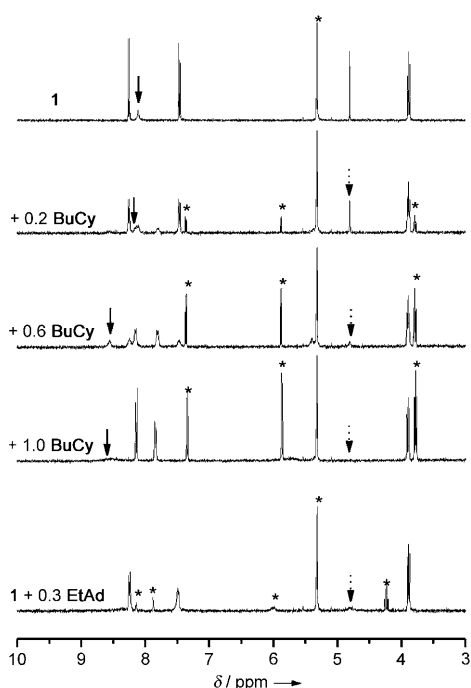 *
1
+ 0.2 BuCy
* * *
+ 0.6 BuCy
* * *
+ 1.0 BuCy
* * *
*
1 + 0.3 EtAd
* * * *
10 9 8 7 6 5 4 3
δ / ppm